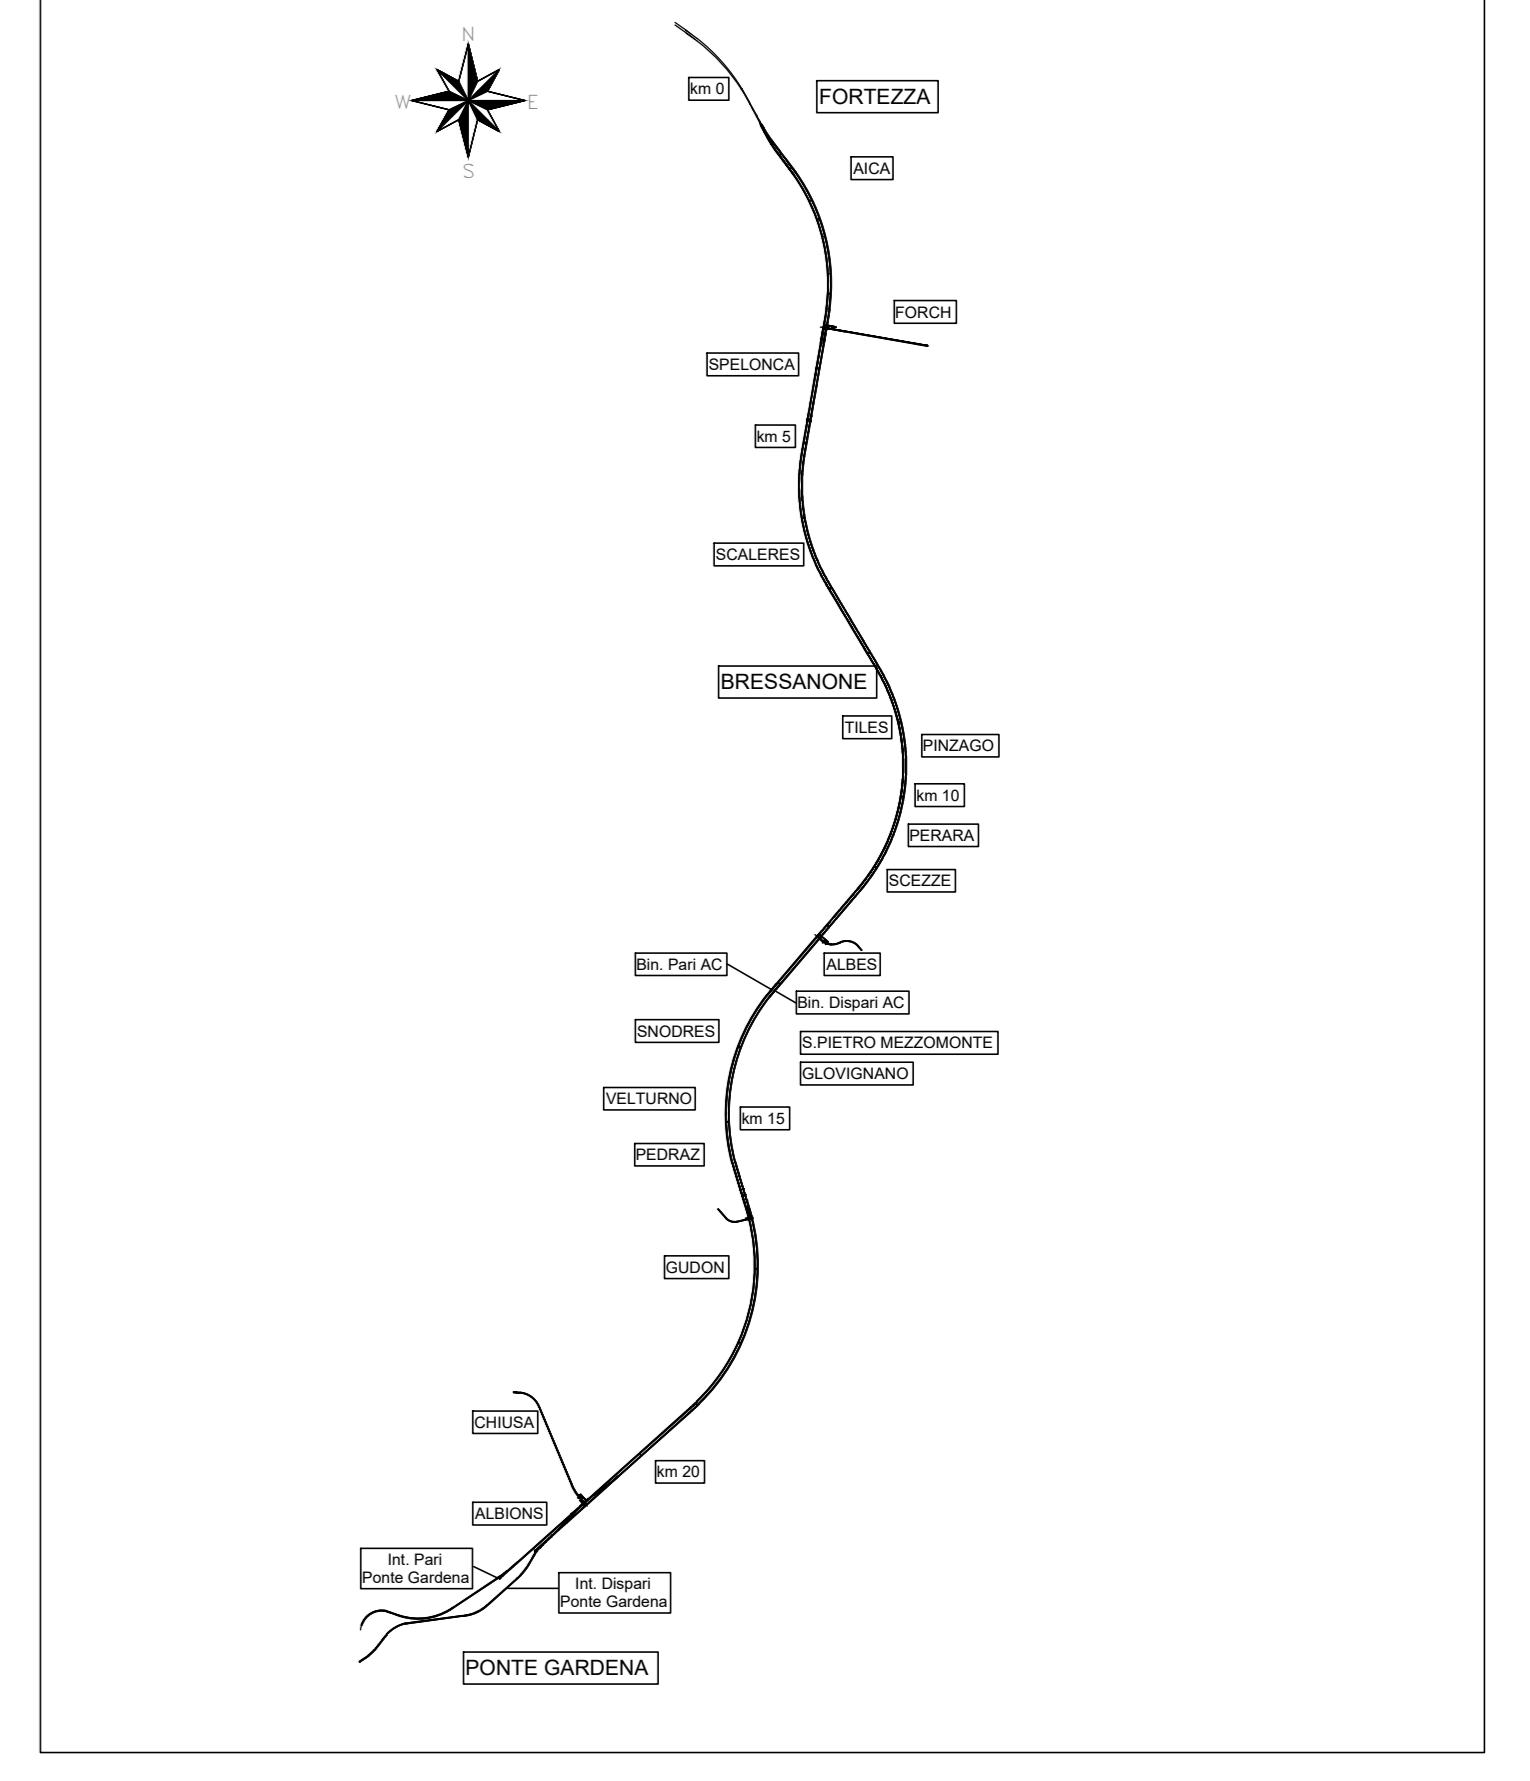 N
km 0
FORTEZZA
W
E
AICA
S
FORCH
SPELONCA
km 5
SCALERES
BRESSANONE
TILES
PINZAGO
km 10
PERARA
SCEZZE
Bin. Pari AC
ALBES
Bin. Dispari AC
SNODRES
S.PIETRO MEZZOMONTE
GLOVIGNANO
VELTURNO
km 15
PEDRAZ
GUDON
CHIUSA
km 20
ALBIONS
Int. Pari
Ponte Gardena
Int. Dispari
Ponte Gardena
PONTE GARDENA